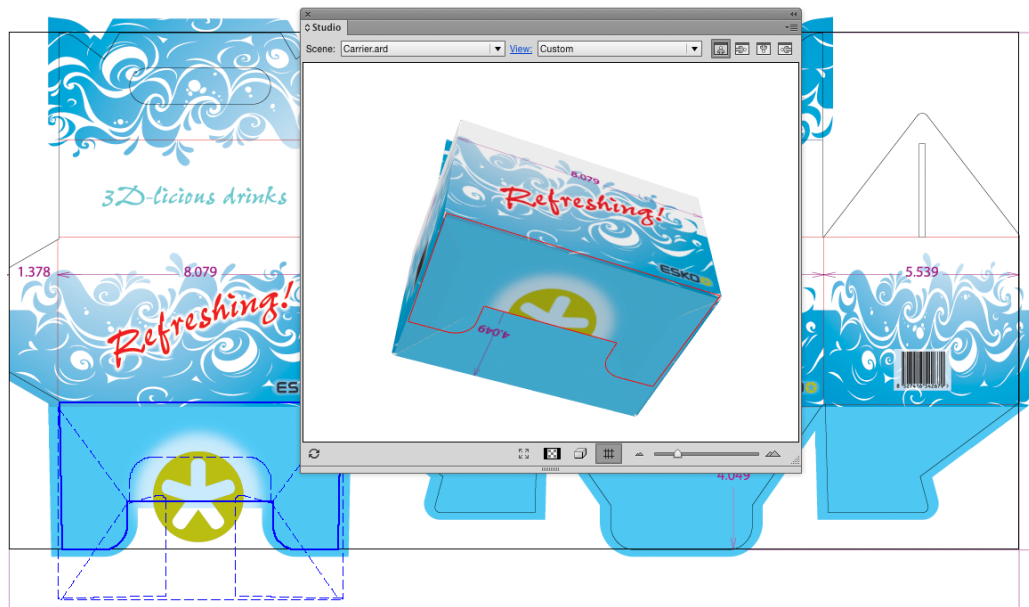 Studio
Scene: Carrier.ard View: Custom
3D-licious drinks
8.079
Refreshing!
ESKO
4.049
1.378
8.079
5.539
Refreshing!
ES
4.049